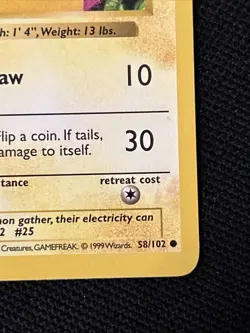 h: 1' 4", Weight: 13 lbs.
aw 10
Flip a coin. If tails,
amage to itself. 30
tance retreat cost
non gather, their electricity can
2 #25
Creatures, GAMEFREAK. © 1999 Wizards. 58/102 ●